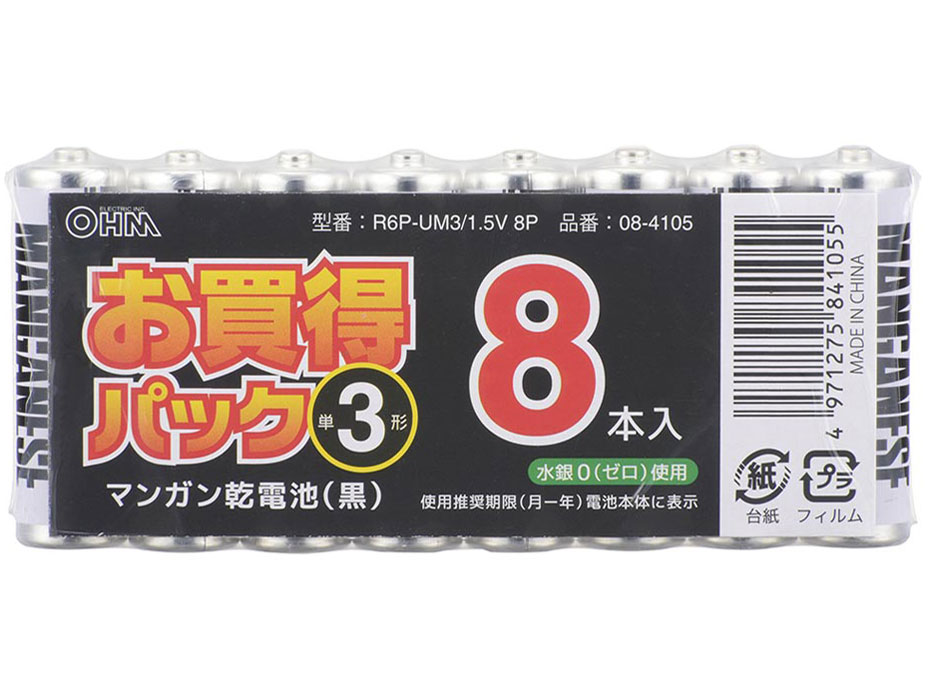 ELECTRIC INC
OHM
型番：R6P-UM3/1.5V 8P 品番：08-4105
お買得
パック
単3形
マンガン乾電池（黒）
8本入
水銀0（ゼロ）使用
使用推奨期限（月－年）電池本体に表示
4 971275 841055
MADE IN CHINA
紙
台紙
プラ
フィルム
MANGANESE